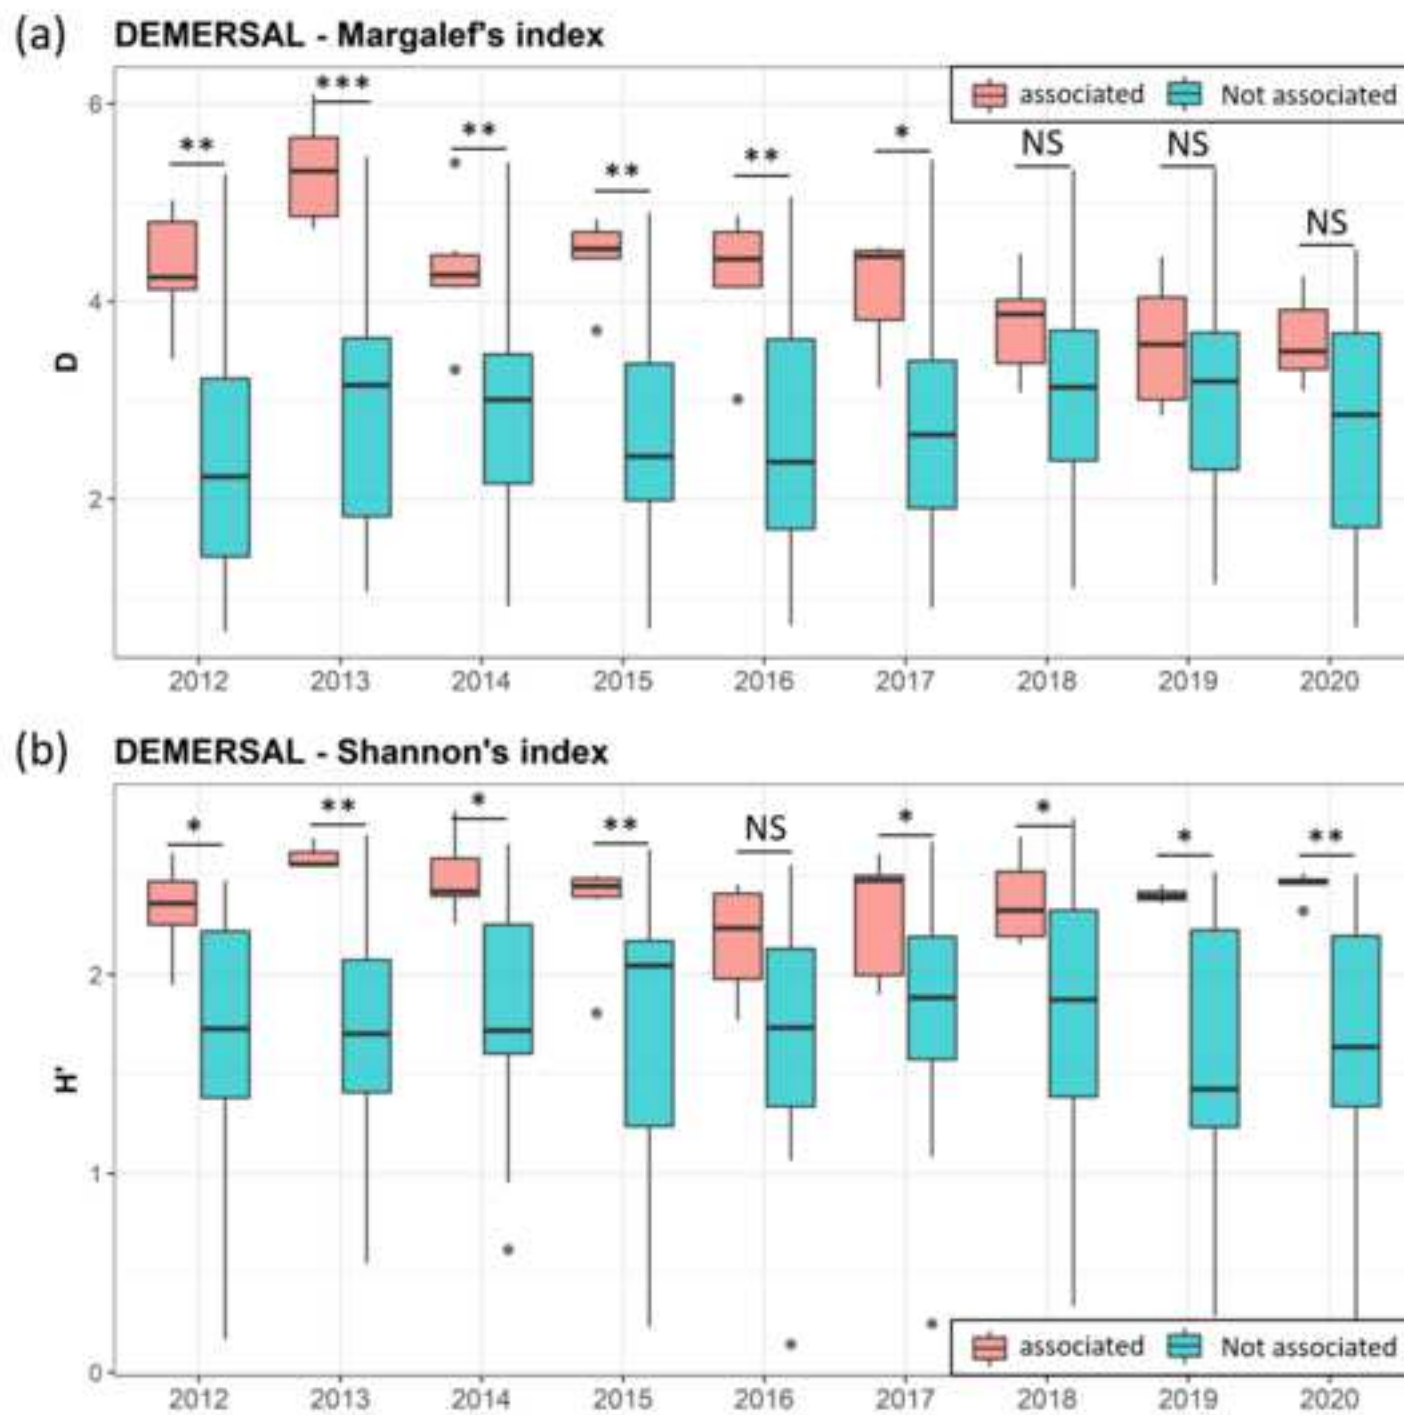 (a) DEMERSAL - Margalef's index
associated Not associated
** *** ** ** ** * NS NS NS
D
6
4
2
2012 2013 2014 2015 2016 2017 2018 2019 2020
(b) DEMERSAL - Shannon's index
* ** * ** NS * * * **
H'
2
1
0
associated Not associated
2012 2013 2014 2015 2016 2017 2018 2019 2020